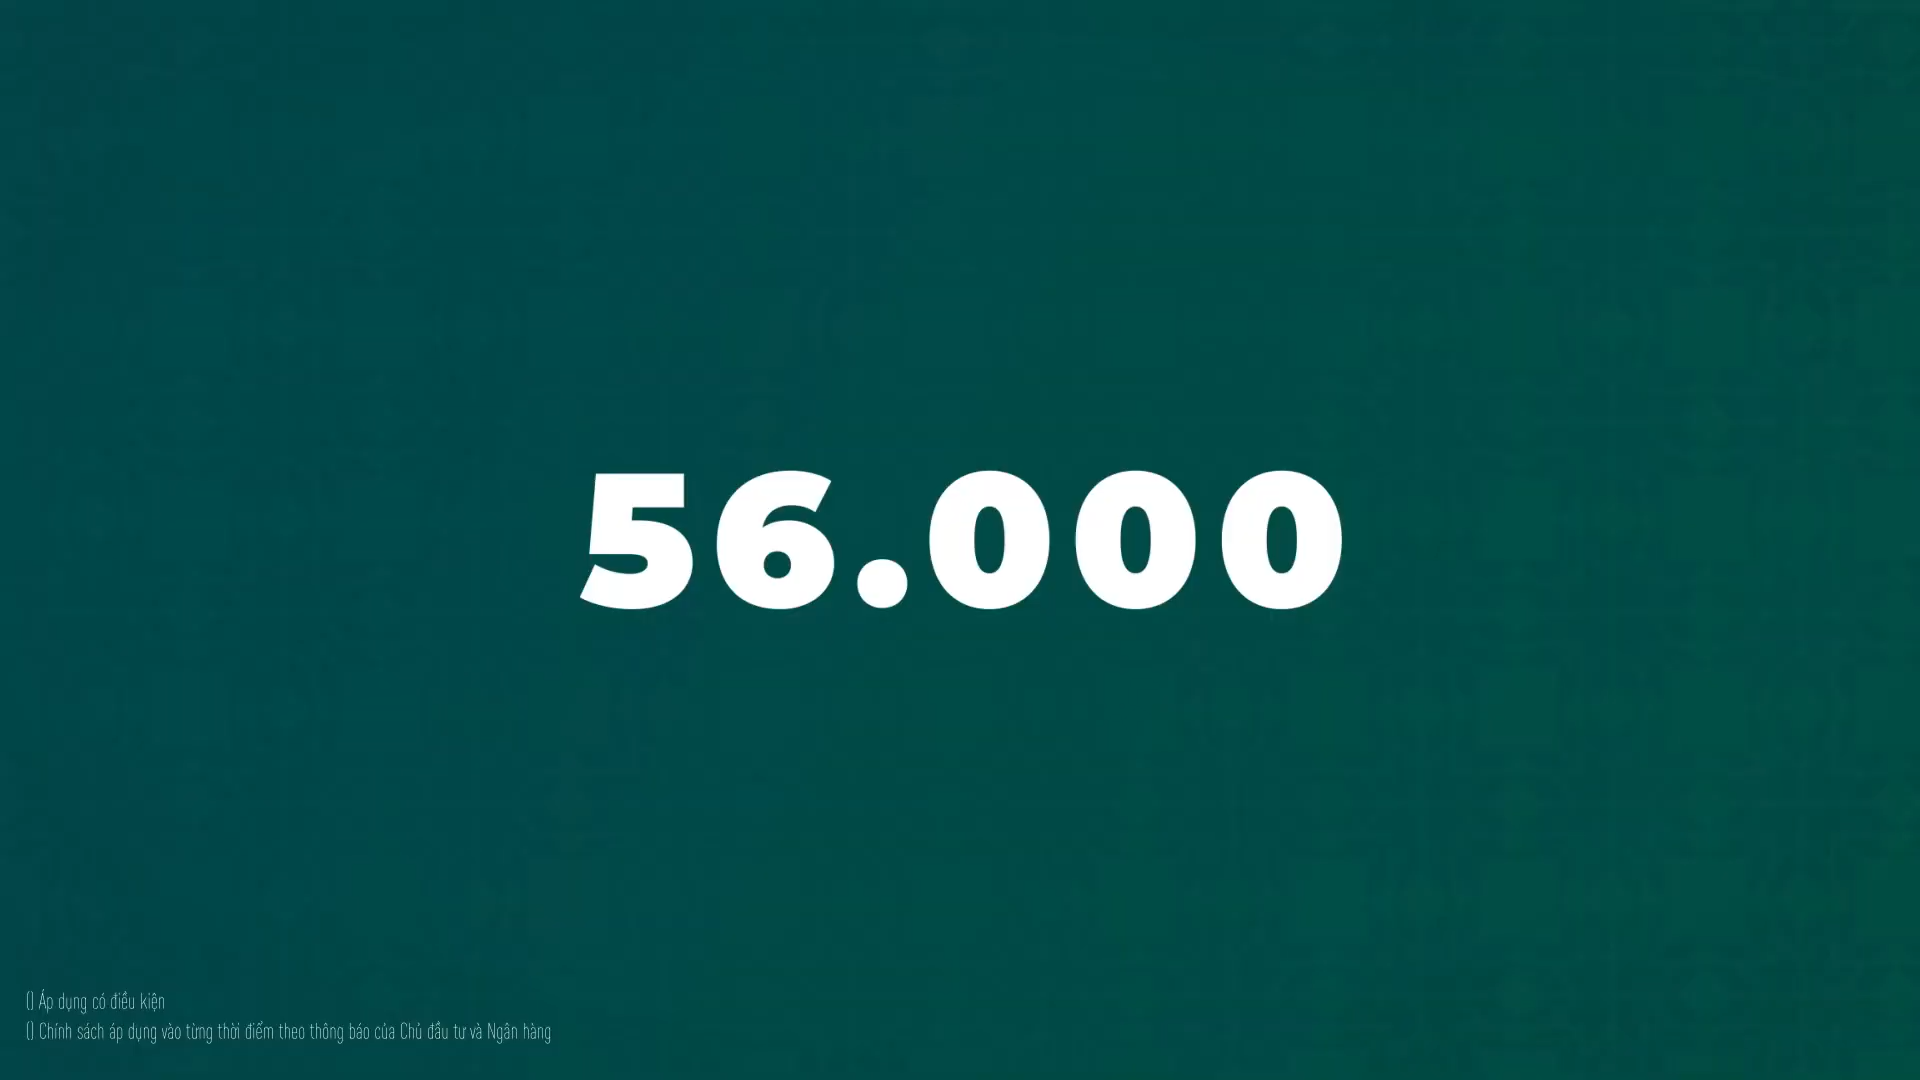 56.000
() Áp dụng có điều kiện
() Chính sách áp dụng vào từng thời điểm theo thông báo của Chủ đầu tư và Ngân hàng